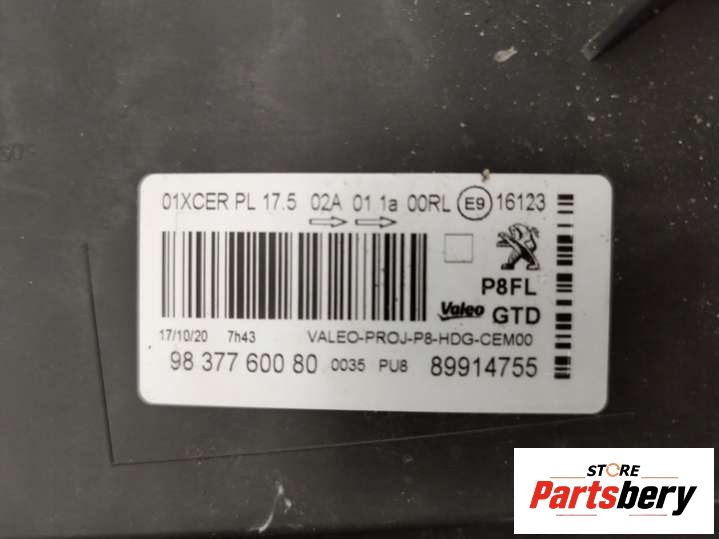 01XCER PL 17.5 02A 01 1a 00RL E9 16123
P8FL
Valeo GTD
17/10/20 7h43 VALEO-PROJ-P8-HDG-CEM00
98 377 600 80 0035 PU8 89914755
STORE
Partsbery